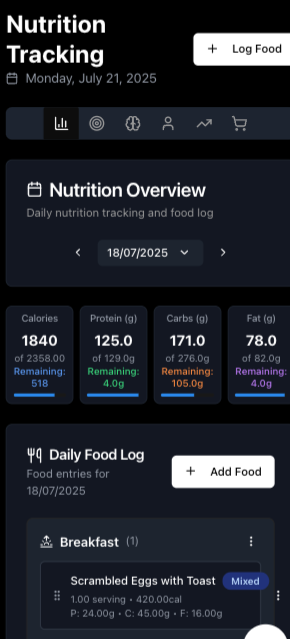 Nutrition
Tracking
+ Log Food
Monday, July 21, 2025
Nutrition Overview
Daily nutrition tracking and food log
18/07/2025
Calories
1840
of 2358.00
Remaining:
518
Protein (g)
125.0
of 129.0g
Remaining:
4.0g
Carbs (g)
171.0
of 276.0g
Remaining:
105.0g
Fat (g)
78.0
of 82.0g
Remaining:
4.0g
Daily Food Log
Food entries for
18/07/2025
+ Add Food
Breakfast (1)
Scrambled Eggs with Toast Mixed
1.00 serving • 420.00cal
P: 24.00g • C: 45.00g • F: 16.00g